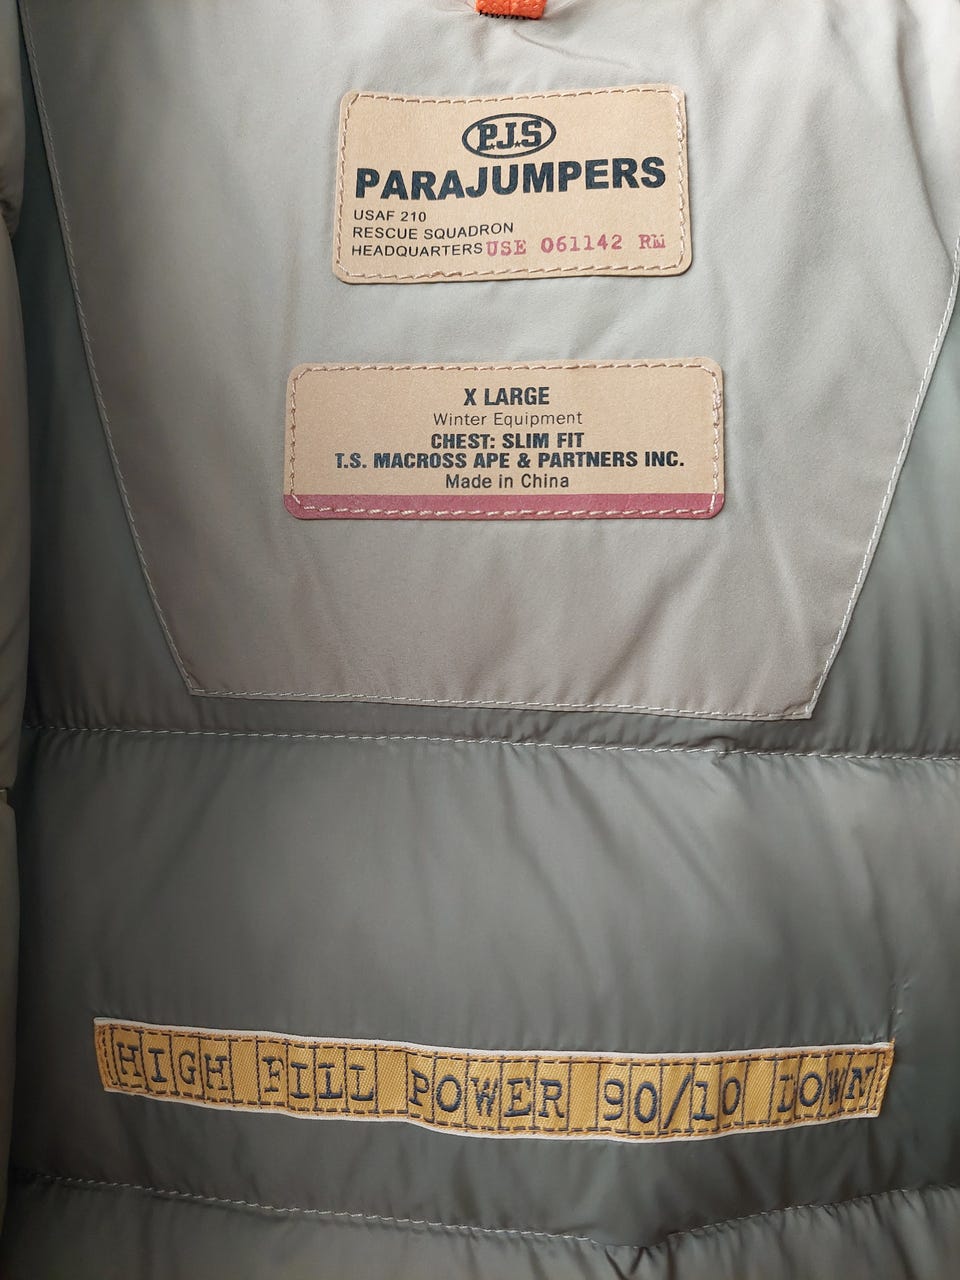 P.J.S
PARAJUMPERS
USAF 210
RESCUE SQUADRON
HEADQUARTERS USE 061142 RM
X LARGE
Winter Equipment
CHEST: SLIM FIT
T.S. MACROSS APE & PARTNERS INC.
Made in China
HIGH FILL POWER 90/10 DOWN